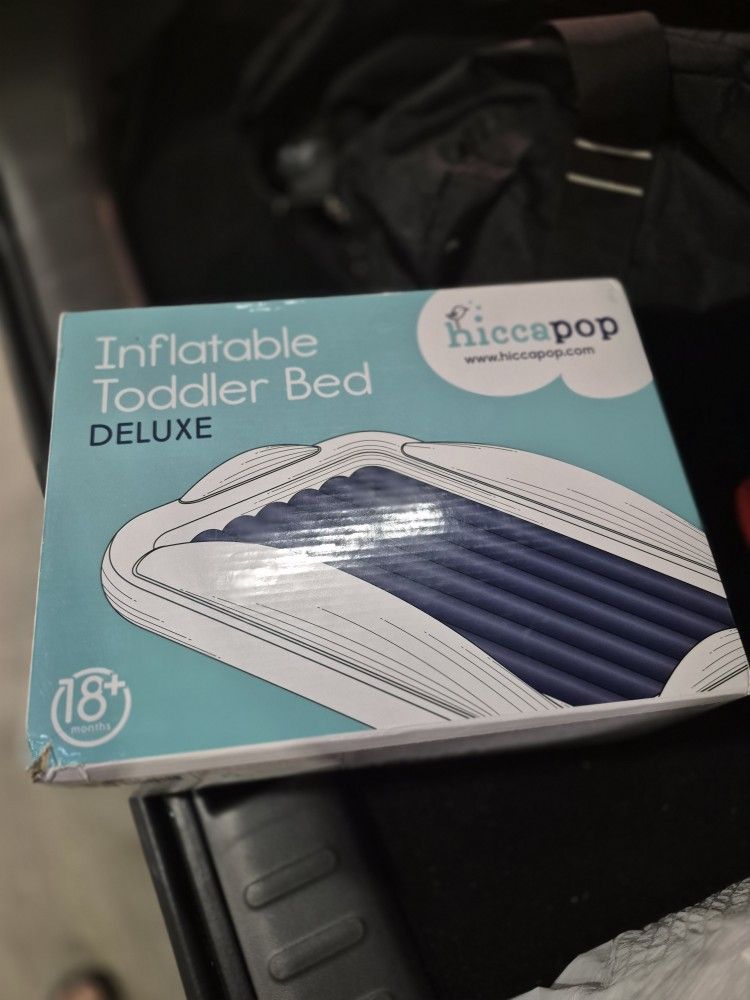 Inflatable
Toddler Bed
DELUXE
hiccapop
www.hiccapop.com
18+
months